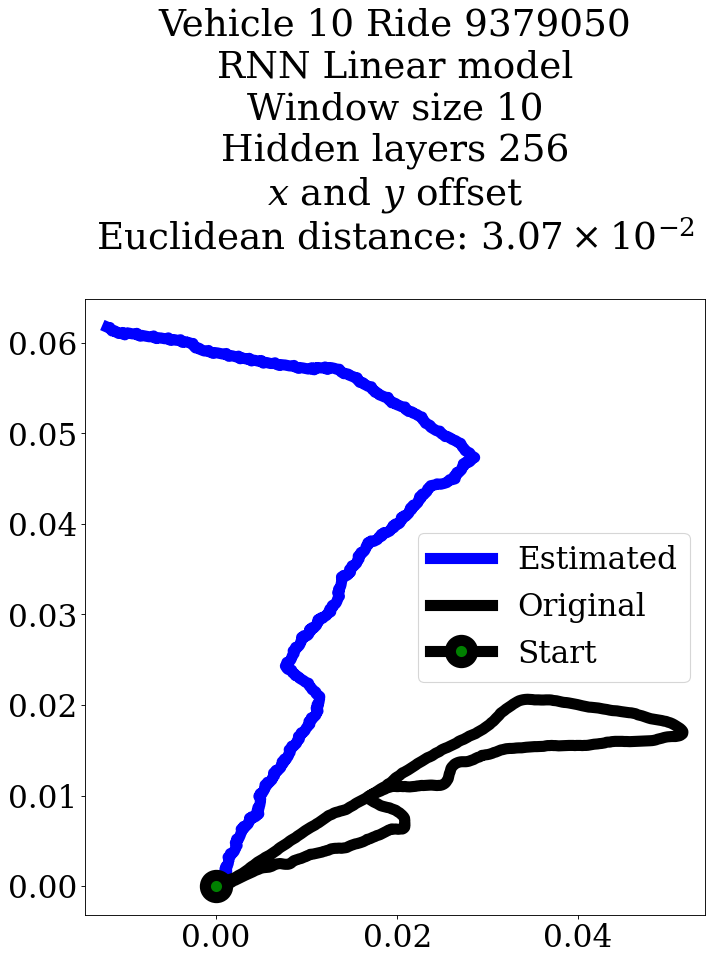 Vehicle 10 Ride 9379050
RNN Linear model
Window size 10
Hidden layers 256
x and y offset
Euclidean distance: 3.07 × 10⁻²
0.06
0.05
0.04
0.03
0.02
0.01
0.00
Estimated
Original
Start
0.00 0.02 0.04